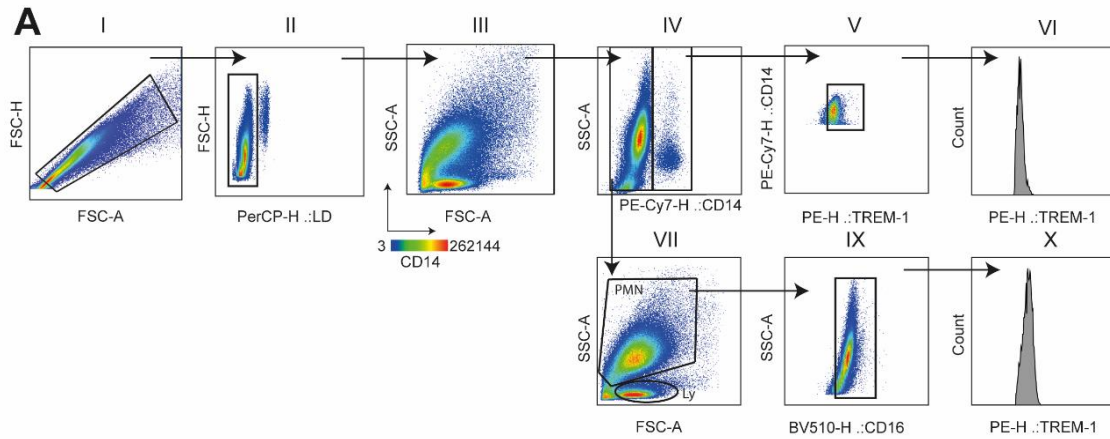 A
I
II
III
IV
V
VI
FSC-H
FSC-A
FSC-H
PerCP-H .:LD
SSC-A
FSC-A
3 262144
CD14
SSC-A
PE-Cy7-H .:CD14
PE-Cy7-H .:CD14
PE-H .:TREM-1
Count
PE-H .:TREM-1
VII
IX
X
PMN
Ly
SSC-A
FSC-A
SSC-A
BV510-H .:CD16
Count
PE-H .:TREM-1